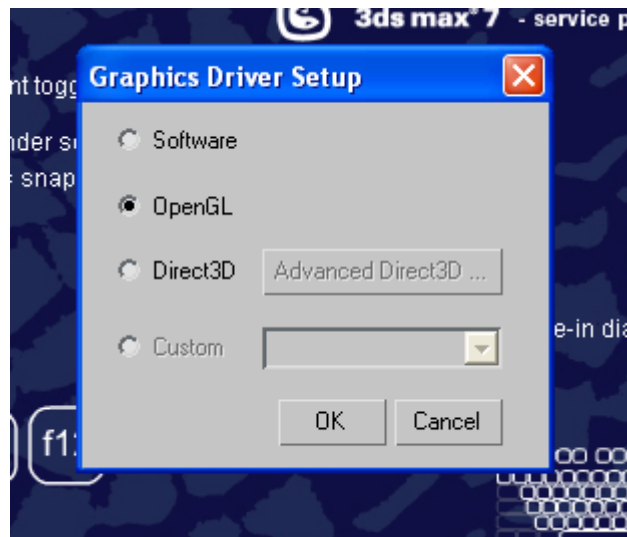 3ds max®7 - service p
nt togg
Graphics Driver Setup
nder s
Software
= snap
OpenGL
Direct3D Advanced Direct3D ...
Custom
e-in dia
OK Cancel
f1